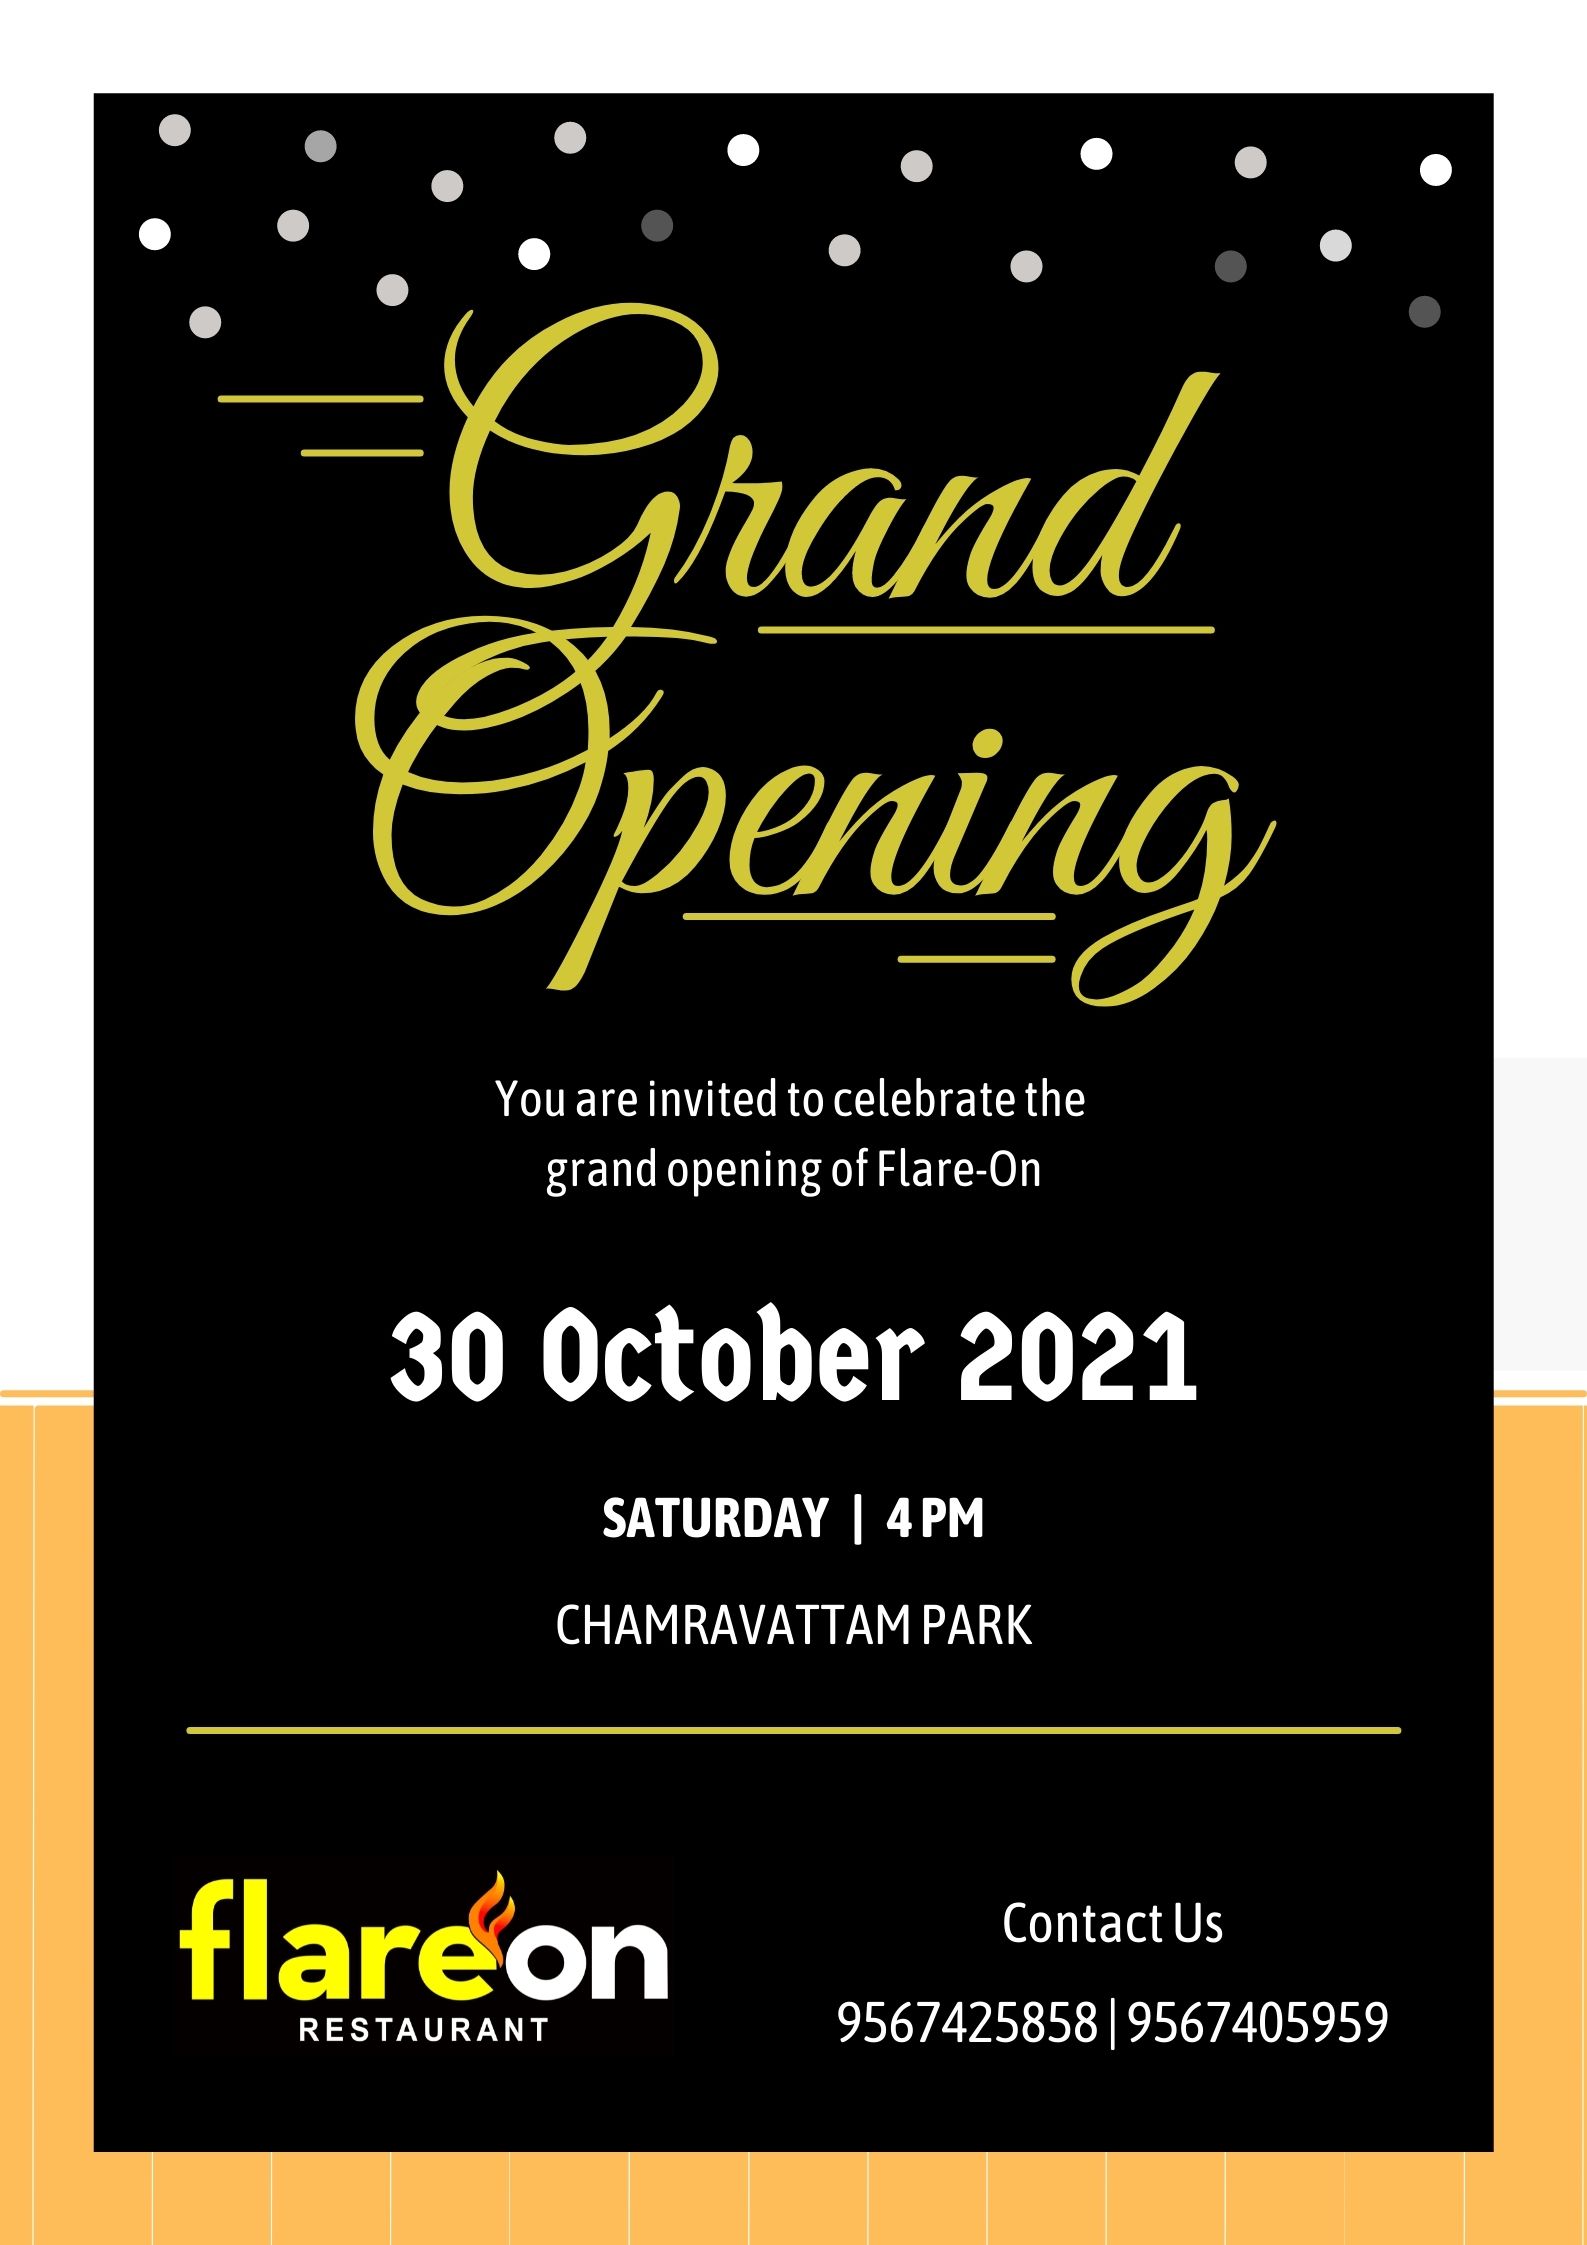 Grand
Opening
You are invited to celebrate the
grand opening of Flare-On
30 October 2021
SATURDAY | 4 PM
CHAMRAVATTAM PARK
flareon
RESTAURANT
Contact Us
9567425858|9567405959